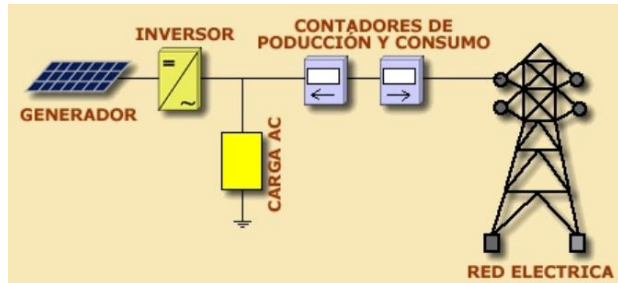 INVERSOR
CONTADORES DE
PODUCCIÓN Y CONSUMO
GENERADOR
CARGA AC
RED ELECTRICA